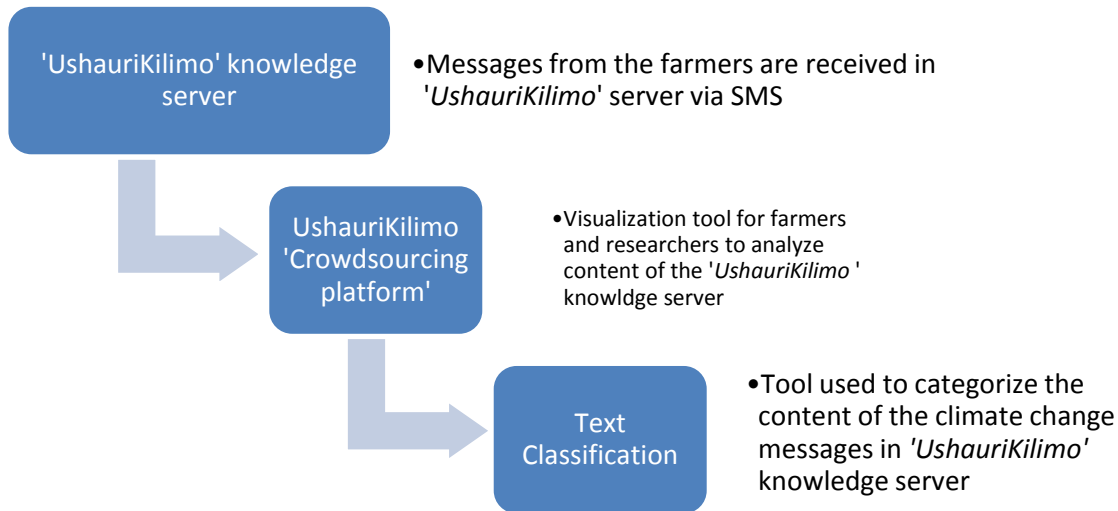 'UshauriKilimo' knowledge
server
•Messages from the farmers are received in
'UshauriKilimo' server via SMS
UshauriKilimo
'Crowdsourcing
platform'
•Visualization tool for farmers
and researchers to analyze
content of the 'UshauriKilimo '
knowldge server
Text
Classification
•Tool used to categorize the
content of the climate change
messages in 'UshauriKilimo'
knowledge server